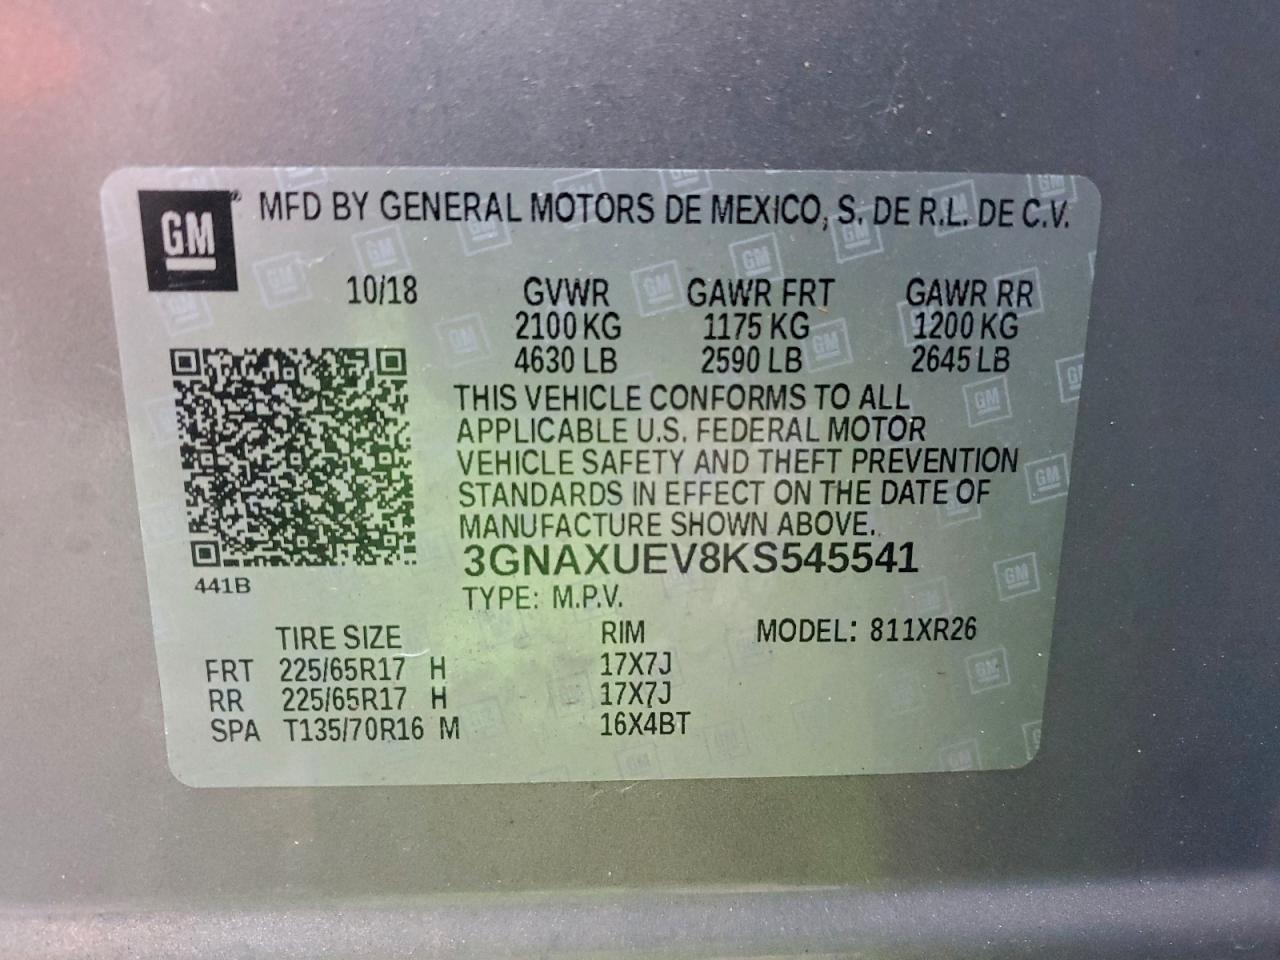 GM MFD BY GENERAL MOTORS DE MEXICO, S. DE R.L. DE C.V.
10/18 GVWR GAWR FRT GAWR RR
2100 KG 1175 KG 1200 KG
4630 LB 2590 LB 2645 LB
THIS VEHICLE CONFORMS TO ALL
APPLICABLE U.S. FEDERAL MOTOR
VEHICLE SAFETY AND THEFT PREVENTION
STANDARDS IN EFFECT ON THE DATE OF
MANUFACTURE SHOWN ABOVE.
3GNAXUEV8KS545541
441B
TYPE: M.P.V.
TIRE SIZE RIM MODEL: 811XR26
FRT 225/65R17 H 17X7J
RR 225/65R17 H 17X7J
SPA T135/70R16 M 16X4BT